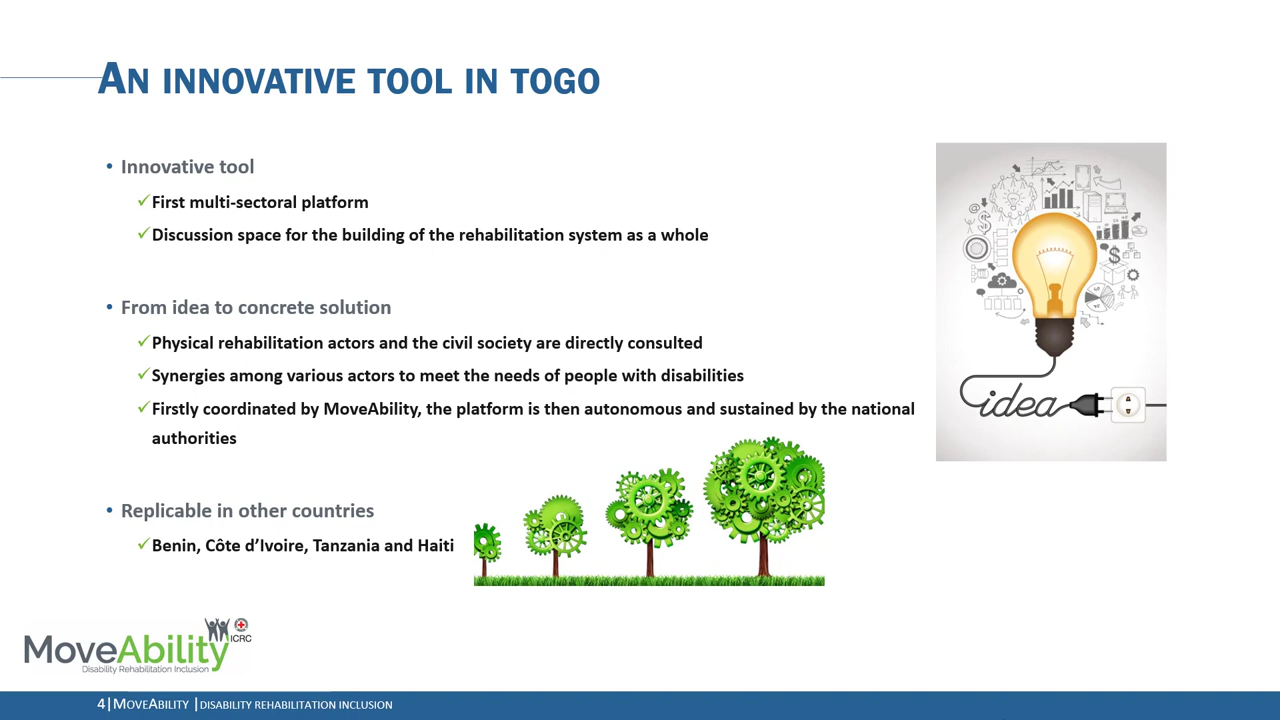 AN INNOVATIVE TOOL IN TOGO
• Innovative tool
✓First multi-sectoral platform
✓Discussion space for the building of the rehabilitation system as a whole
• From idea to concrete solution
✓Physical rehabilitation actors and the civil society are directly consulted
✓Synergies among various actors to meet the needs of people with disabilities
✓Firstly coordinated by MoveAbility, the platform is then autonomous and sustained by the national
authorities
idea
• Replicable in other countries
✓Benin, Côte d’Ivoire, Tanzania and Haiti
MoveAbility
ICRC
Disability Rehabilitation Inclusion
4|MOVEABILITY |DISABILITY REHABILITATION INCLUSION